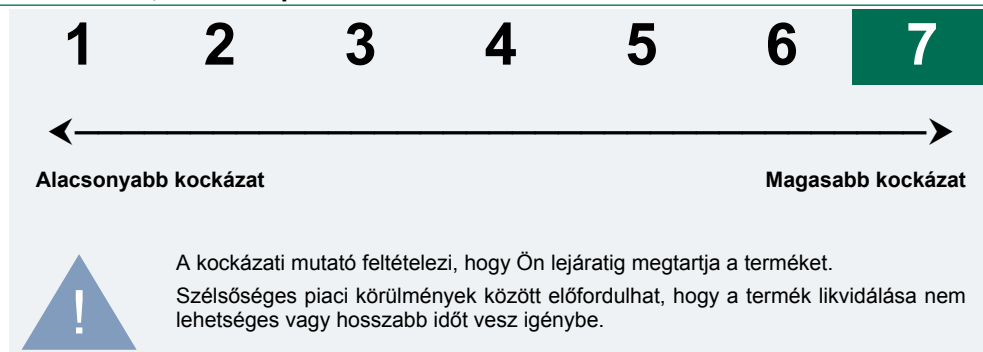 1 2 3 4 5 6 7
Alacsonyabb kockázat Magasabb kockázat
A kockázati mutató feltételezi, hogy Ön lejáratig megtartja a terméket.
Szélsőséges piaci körülmények között előfordulhat, hogy a termék likvidálása nem
lehetséges vagy hosszabb időt vesz igénybe.
!